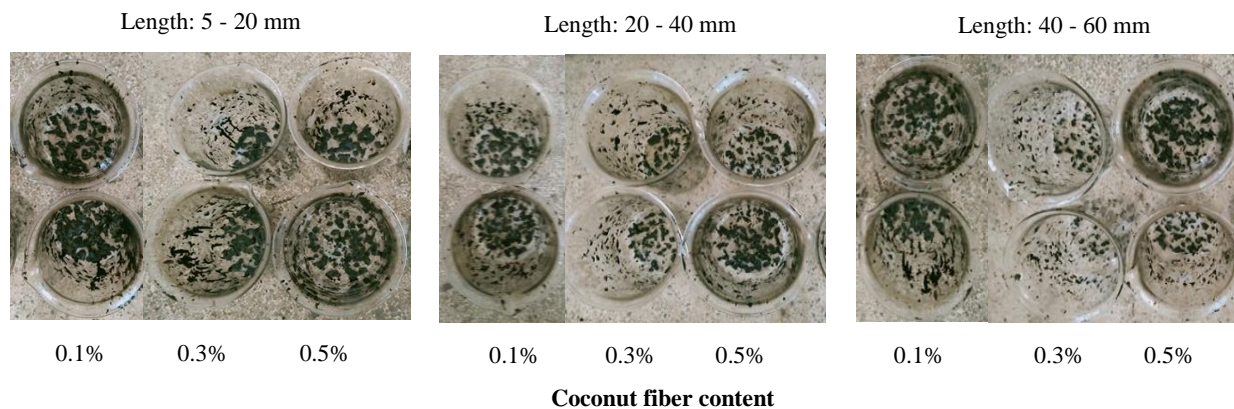 Length: 5 - 20 mm
Length: 20 - 40 mm
Length: 40 - 60 mm
0.1%
0.3%
0.5%
0.1%
0.3%
0.5%
0.1%
0.3%
0.5%
Coconut fiber content